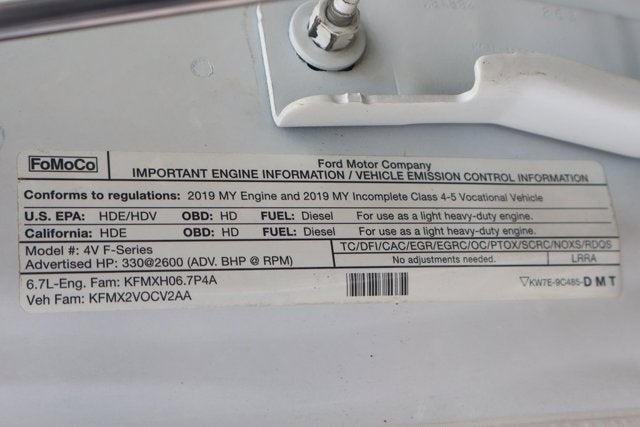 FoMoCo
Ford Motor Company
IMPORTANT ENGINE INFORMATION / VEHICLE EMISSION CONTROL INFORMATION
Conforms to regulations: 2019 MY Engine and 2019 MY Incomplete Class 4-5 Vocational Vehicle
U.S. EPA: HDE/HDV OBD: HD FUEL: Diesel For use as a light heavy-duty engine.
California: HDE OBD: HD FUEL: Diesel For use as a light heavy-duty engine.
Model #: 4V F-Series
Advertised HP: 330@2600 (ADV. BHP @ RPM)
TC/DFI/CAC/EGR/EGRC/OC/PTOX/SCRC/NOXS/RDQS
No adjustments needed. LRRA
6.7L-Eng. Fam: KFMXH06.7P4A
Veh Fam: KFMX2VOCV2AA
KW7E-9C485-DMT